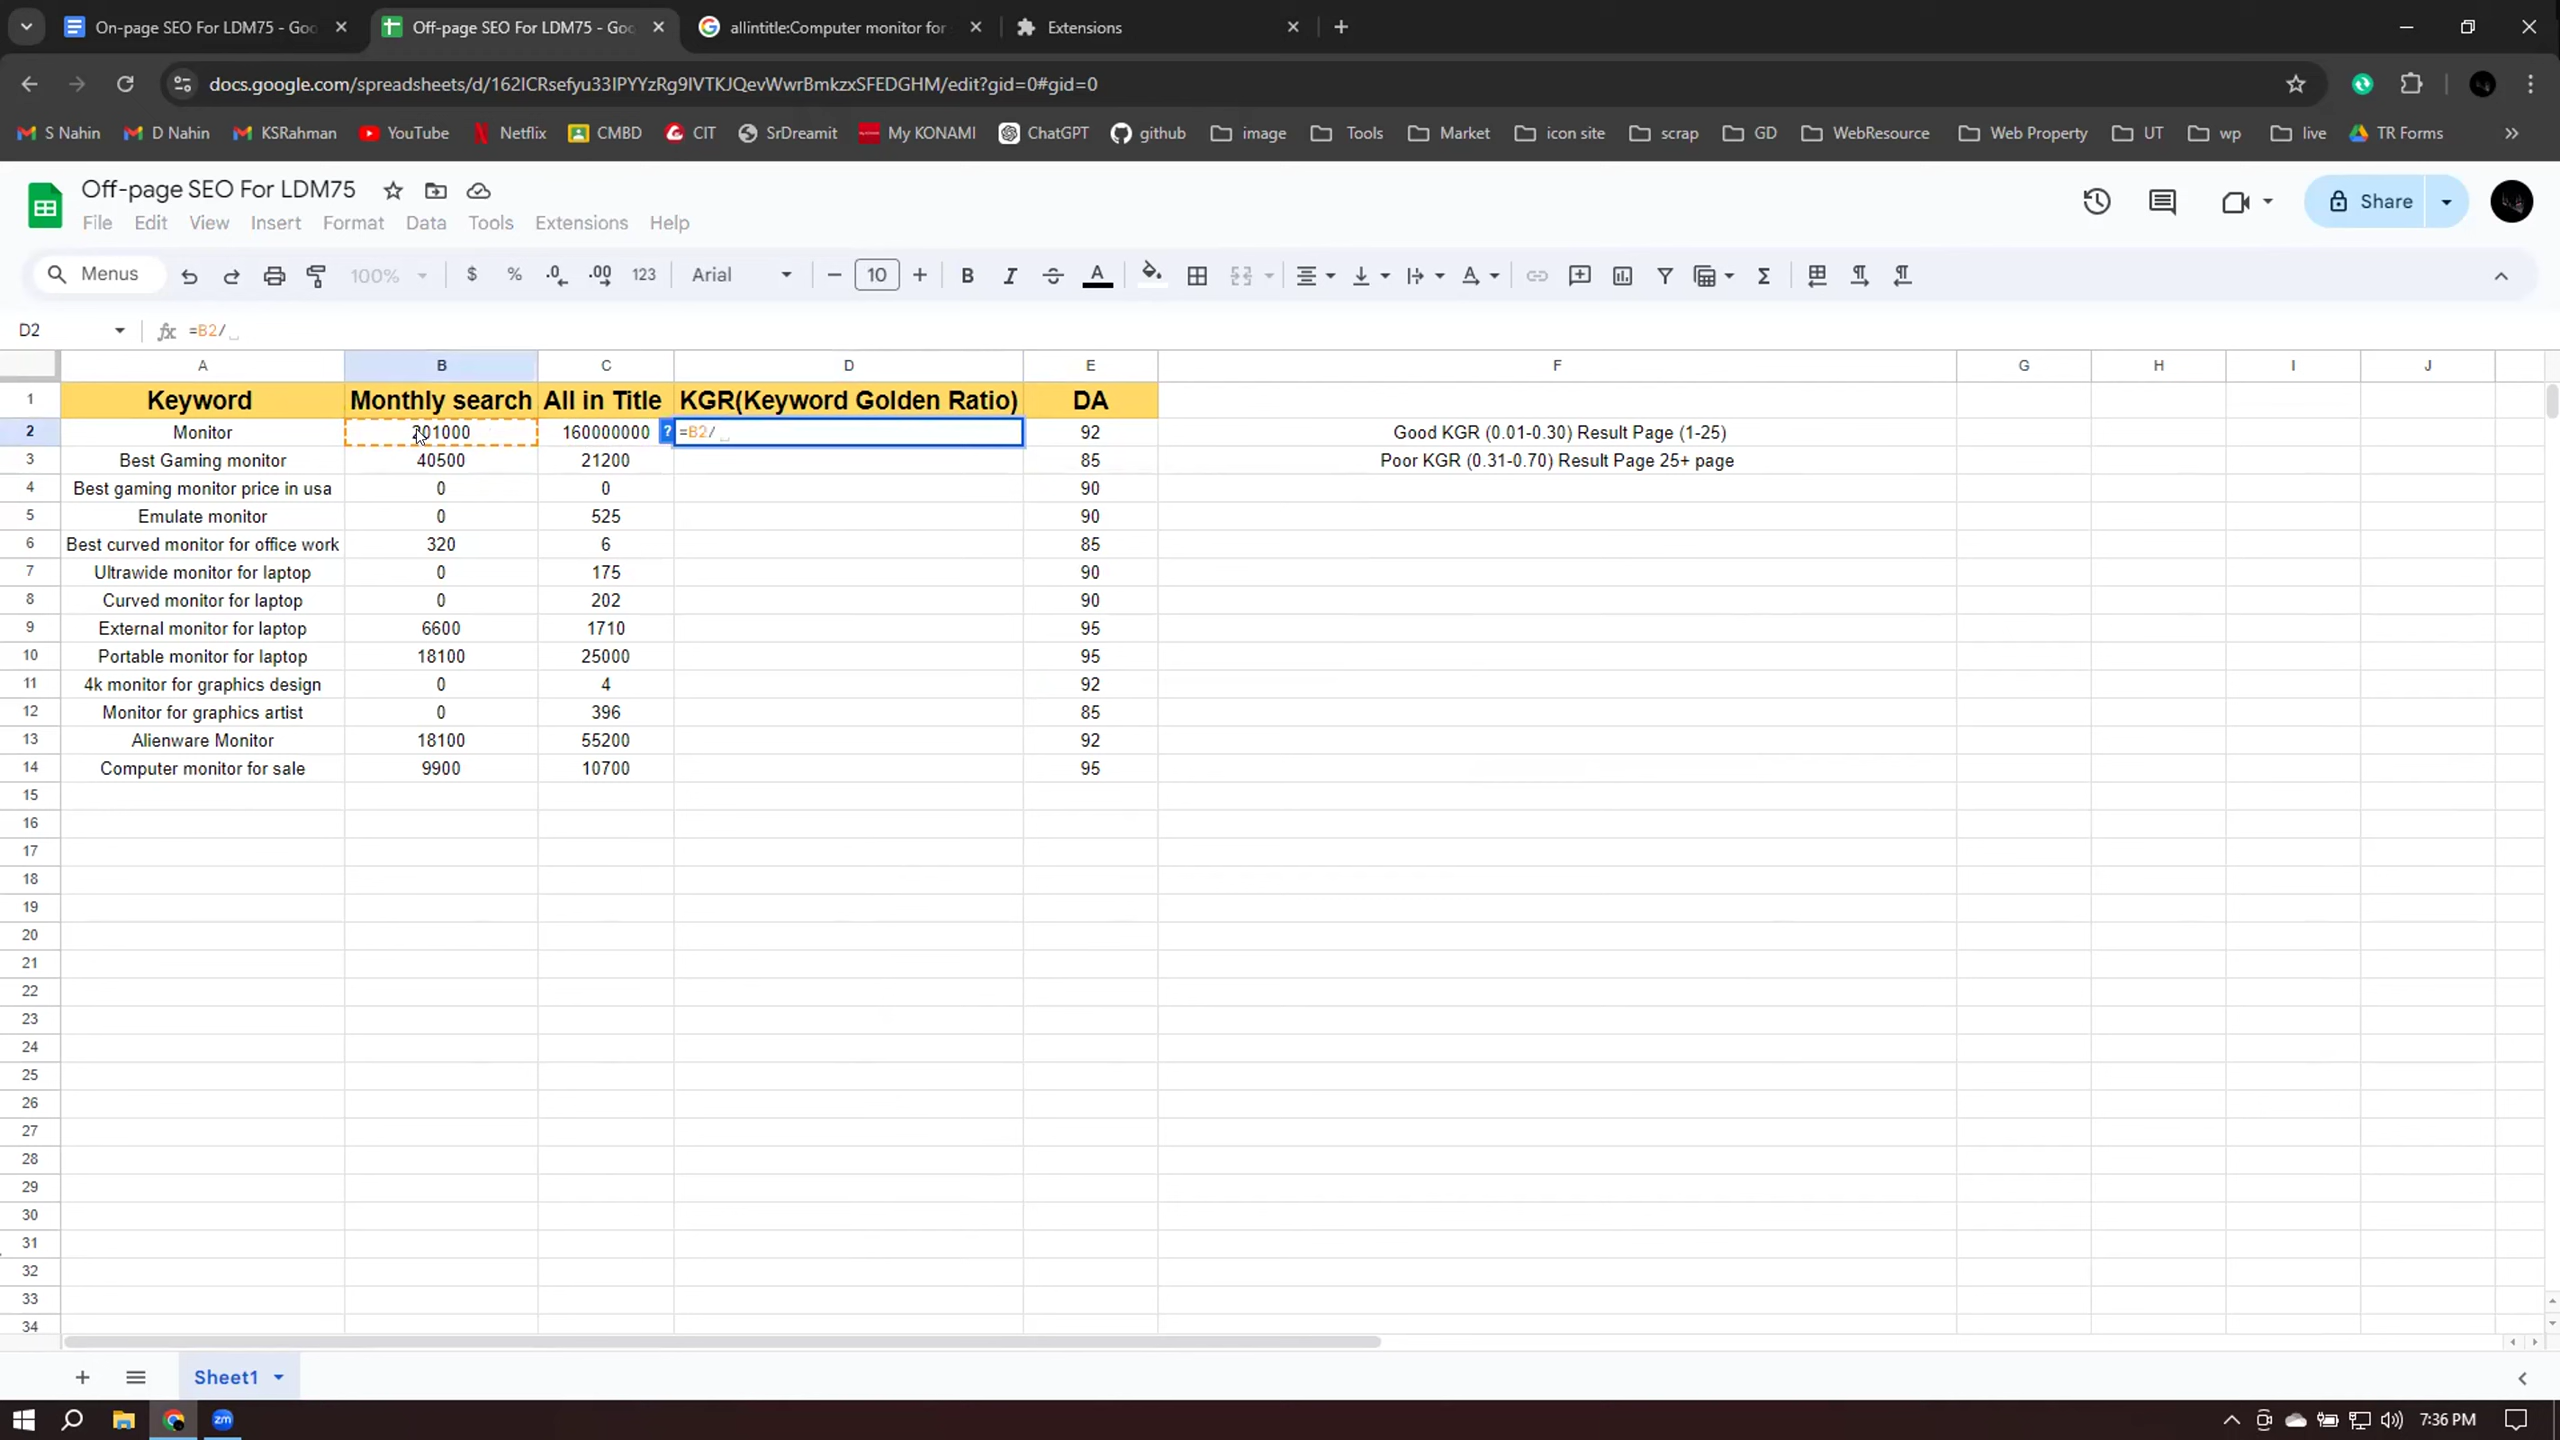 On-page SEO For LDM75 - Goo
Off-page SEO For LDM75 - Goo
allintitle:Computer monitor for
Extensions
docs.google.com/spreadsheets/d/162ICRsefyu33IPYYzRg9IVTKJQevWwrBmkzxSFEDGHM/edit?gid=0#gid=0
S Nahin D Nahin KSRahman YouTube Netflix CMBD CIT SrDreamit My KONAMI ChatGPT github image Tools Market icon site scrap GD WebResource Web Property UT wp live TR Forms
Off-page SEO For LDM75
Share
File Edit View Insert Format Data Tools Extensions Help
Menus 100% $ % .0 .00 123 Arial 10 B I A
D2 fx =B2/
A B C D E F G H I J
1 Keyword Monthly search All in Title KGR(Keyword Golden Ratio) DA
2 Monitor 201000 160000000 ? =B2/ 92 Good KGR (0.01-0.30) Result Page (1-25)
3 Best Gaming monitor 40500 21200 85 Poor KGR (0.31-0.70) Result Page 25+ page
4 Best gaming monitor price in usa 0 0 90
5 Emulate monitor 0 525 90
6 Best curved monitor for office work 320 6 85
7 Ultrawide monitor for laptop 0 175 90
8 Curved monitor for laptop 0 202 90
9 External monitor for laptop 6600 1710 95
10 Portable monitor for laptop 18100 25000 95
11 4k monitor for graphics design 0 4 92
12 Monitor for graphics artist 0 396 85
13 Alienware Monitor 18100 55200 92
14 Computer monitor for sale 9900 10700 95
15
16
17
18
19
20
21
22
23
24
25
26
27
28
29
30
31
32
33
34
Sheet1
zm 7:36 PM